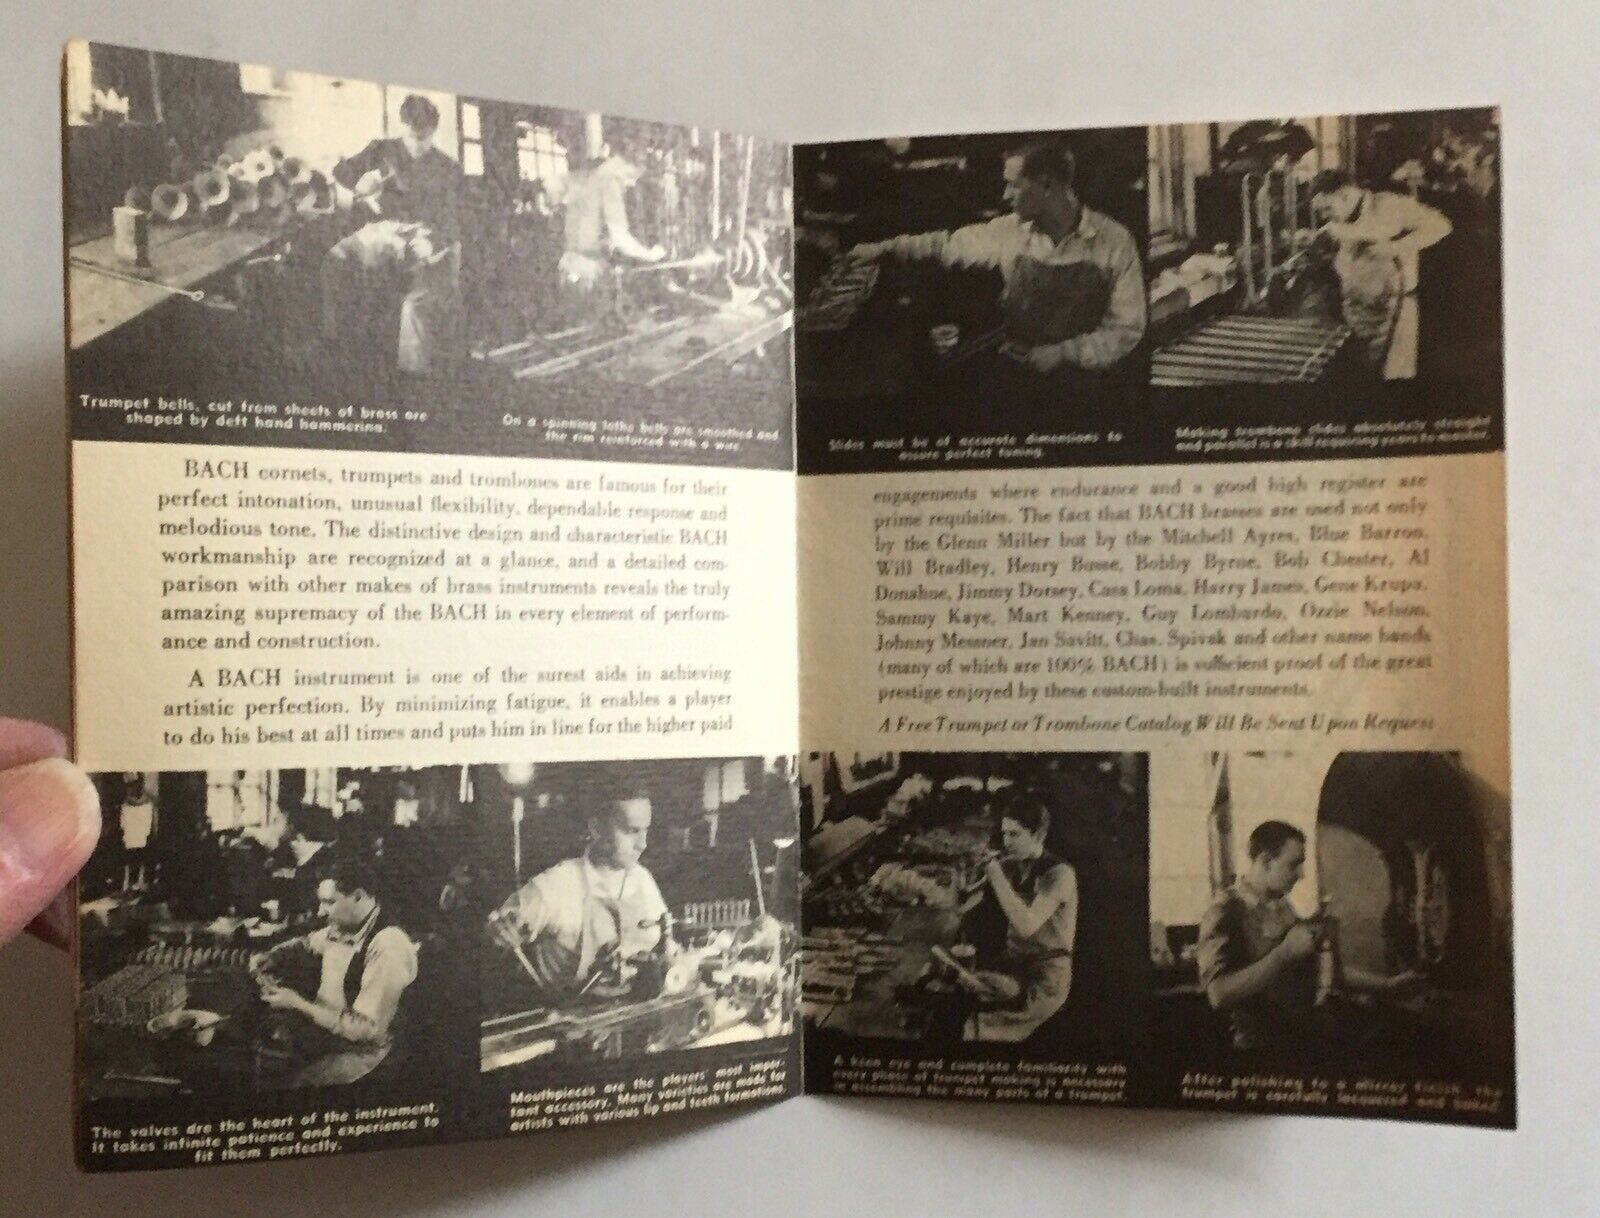 Trumpet bells, cut from sheets of brass are
shaped by deft hand hammering.
On a spinning lathe bells are smoothed and
the rim reinforced with a wire.
BACH cornets, trumpets and trombones are famous for their
perfect intonation, unusual flexibility, dependable response and
melodious tone. The distinctive design and characteristic BACH
workmanship are recognized at a glance, and a detailed com-
parison with other makes of brass instruments reveals the truly
amazing supremacy of the BACH in every element of perform-
ance and construction.
A BACH instrument is one of the surest aids in achieving
artistic perfection. By minimizing fatigue, it enables a player
to do his best at all times and puts him in line for the higher paid
The valves are the heart of the instrument.
It takes infinite patience and experience to
fit them perfectly.
Mouthpieces are the players' most impor-
tant accessory. Many varieties are made for
artists with various lip and teeth formations.
Slides must be of accurate dimensions to
assure perfect tuning.
Making trombone slides absolutely straight
and parallel is a skill requiring years to master.
engagements where endurance and a good high register are
prime requisites. The fact that BACH brasses are used not only
by the Glenn Miller but by the Mitchell Ayres, Blue Barron,
Will Bradley, Henry Busse, Bobby Byrne, Bob Chester, Al
Donahue, Jimmy Dorsey, Casa Loma, Harry James, Gene Krupa,
Sammy Kaye, Mart Kenney, Guy Lombardo, Ozzie Nelson,
Johnny Messner, Jan Savitt, Chas. Spivak and other name bands
(many of which are 100% BACH) is sufficient proof of the great
prestige enjoyed by these custom-built instruments.
A Free Trumpet or Trombone Catalog Will Be Sent Upon Request
A keen eye and complete familiarity with
every phase of trumpet making is necessary
in assembling the many parts of a trumpet.
After polishing to a mirror finish, the
trumpet is carefully lacquered and baked.